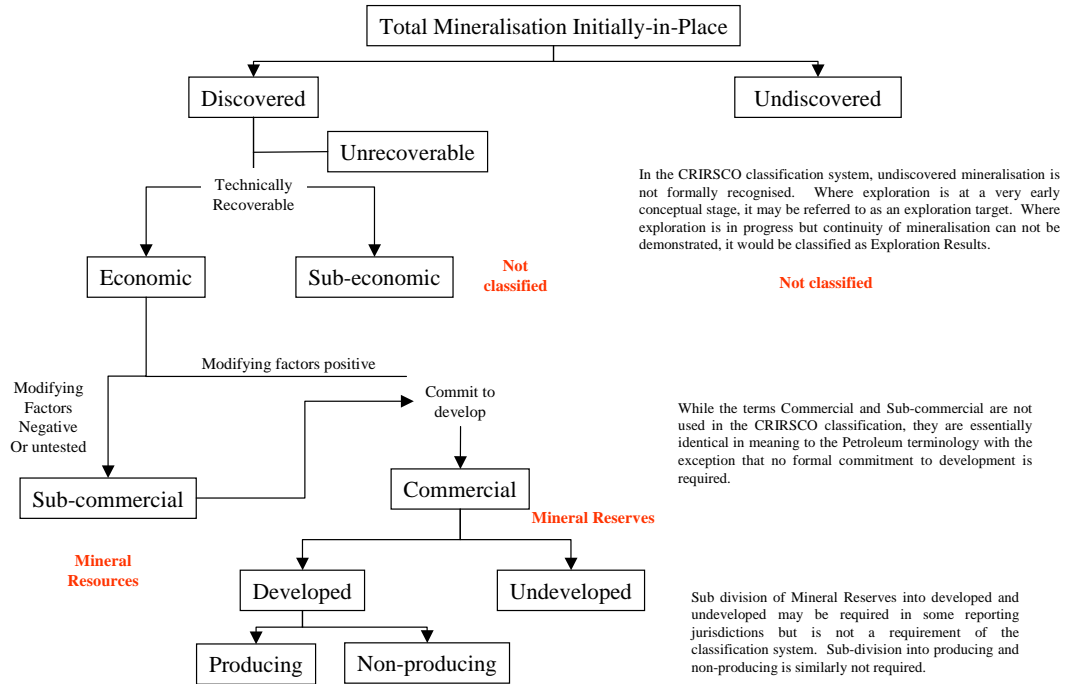 Total Mineralisation Initially-in-Place
Discovered
Undiscovered
Unrecoverable
Technically
Recoverable
In the CRIRSCO classification system, undiscovered mineralisation is
not formally recognised. Where exploration is at a very early
conceptual stage, it may be referred to as an exploration target. Where
exploration is in progress but continuity of mineralisation can not be
demonstrated, it would be classified as Exploration Results.
Economic
Sub-economic
Not
classified
Not classified
Modifying factors positive
Modifying
Factors
Negative
Or untested
Commit to
develop
While the terms Commercial and Sub-commercial are not
used in the CRIRSCO classification, they are essentially
identical in meaning to the Petroleum terminology with the
exception that no formal commitment to development is
required.
Sub-commercial
Commercial
Mineral Reserves
Mineral
Resources
Developed
Undeveloped
Sub division of Mineral Reserves into developed and
undeveloped may be required in some reporting
jurisdictions but is not a requirement of the
classification system. Sub-division into producing and
non-producing is similarly not required.
Producing
Non-producing